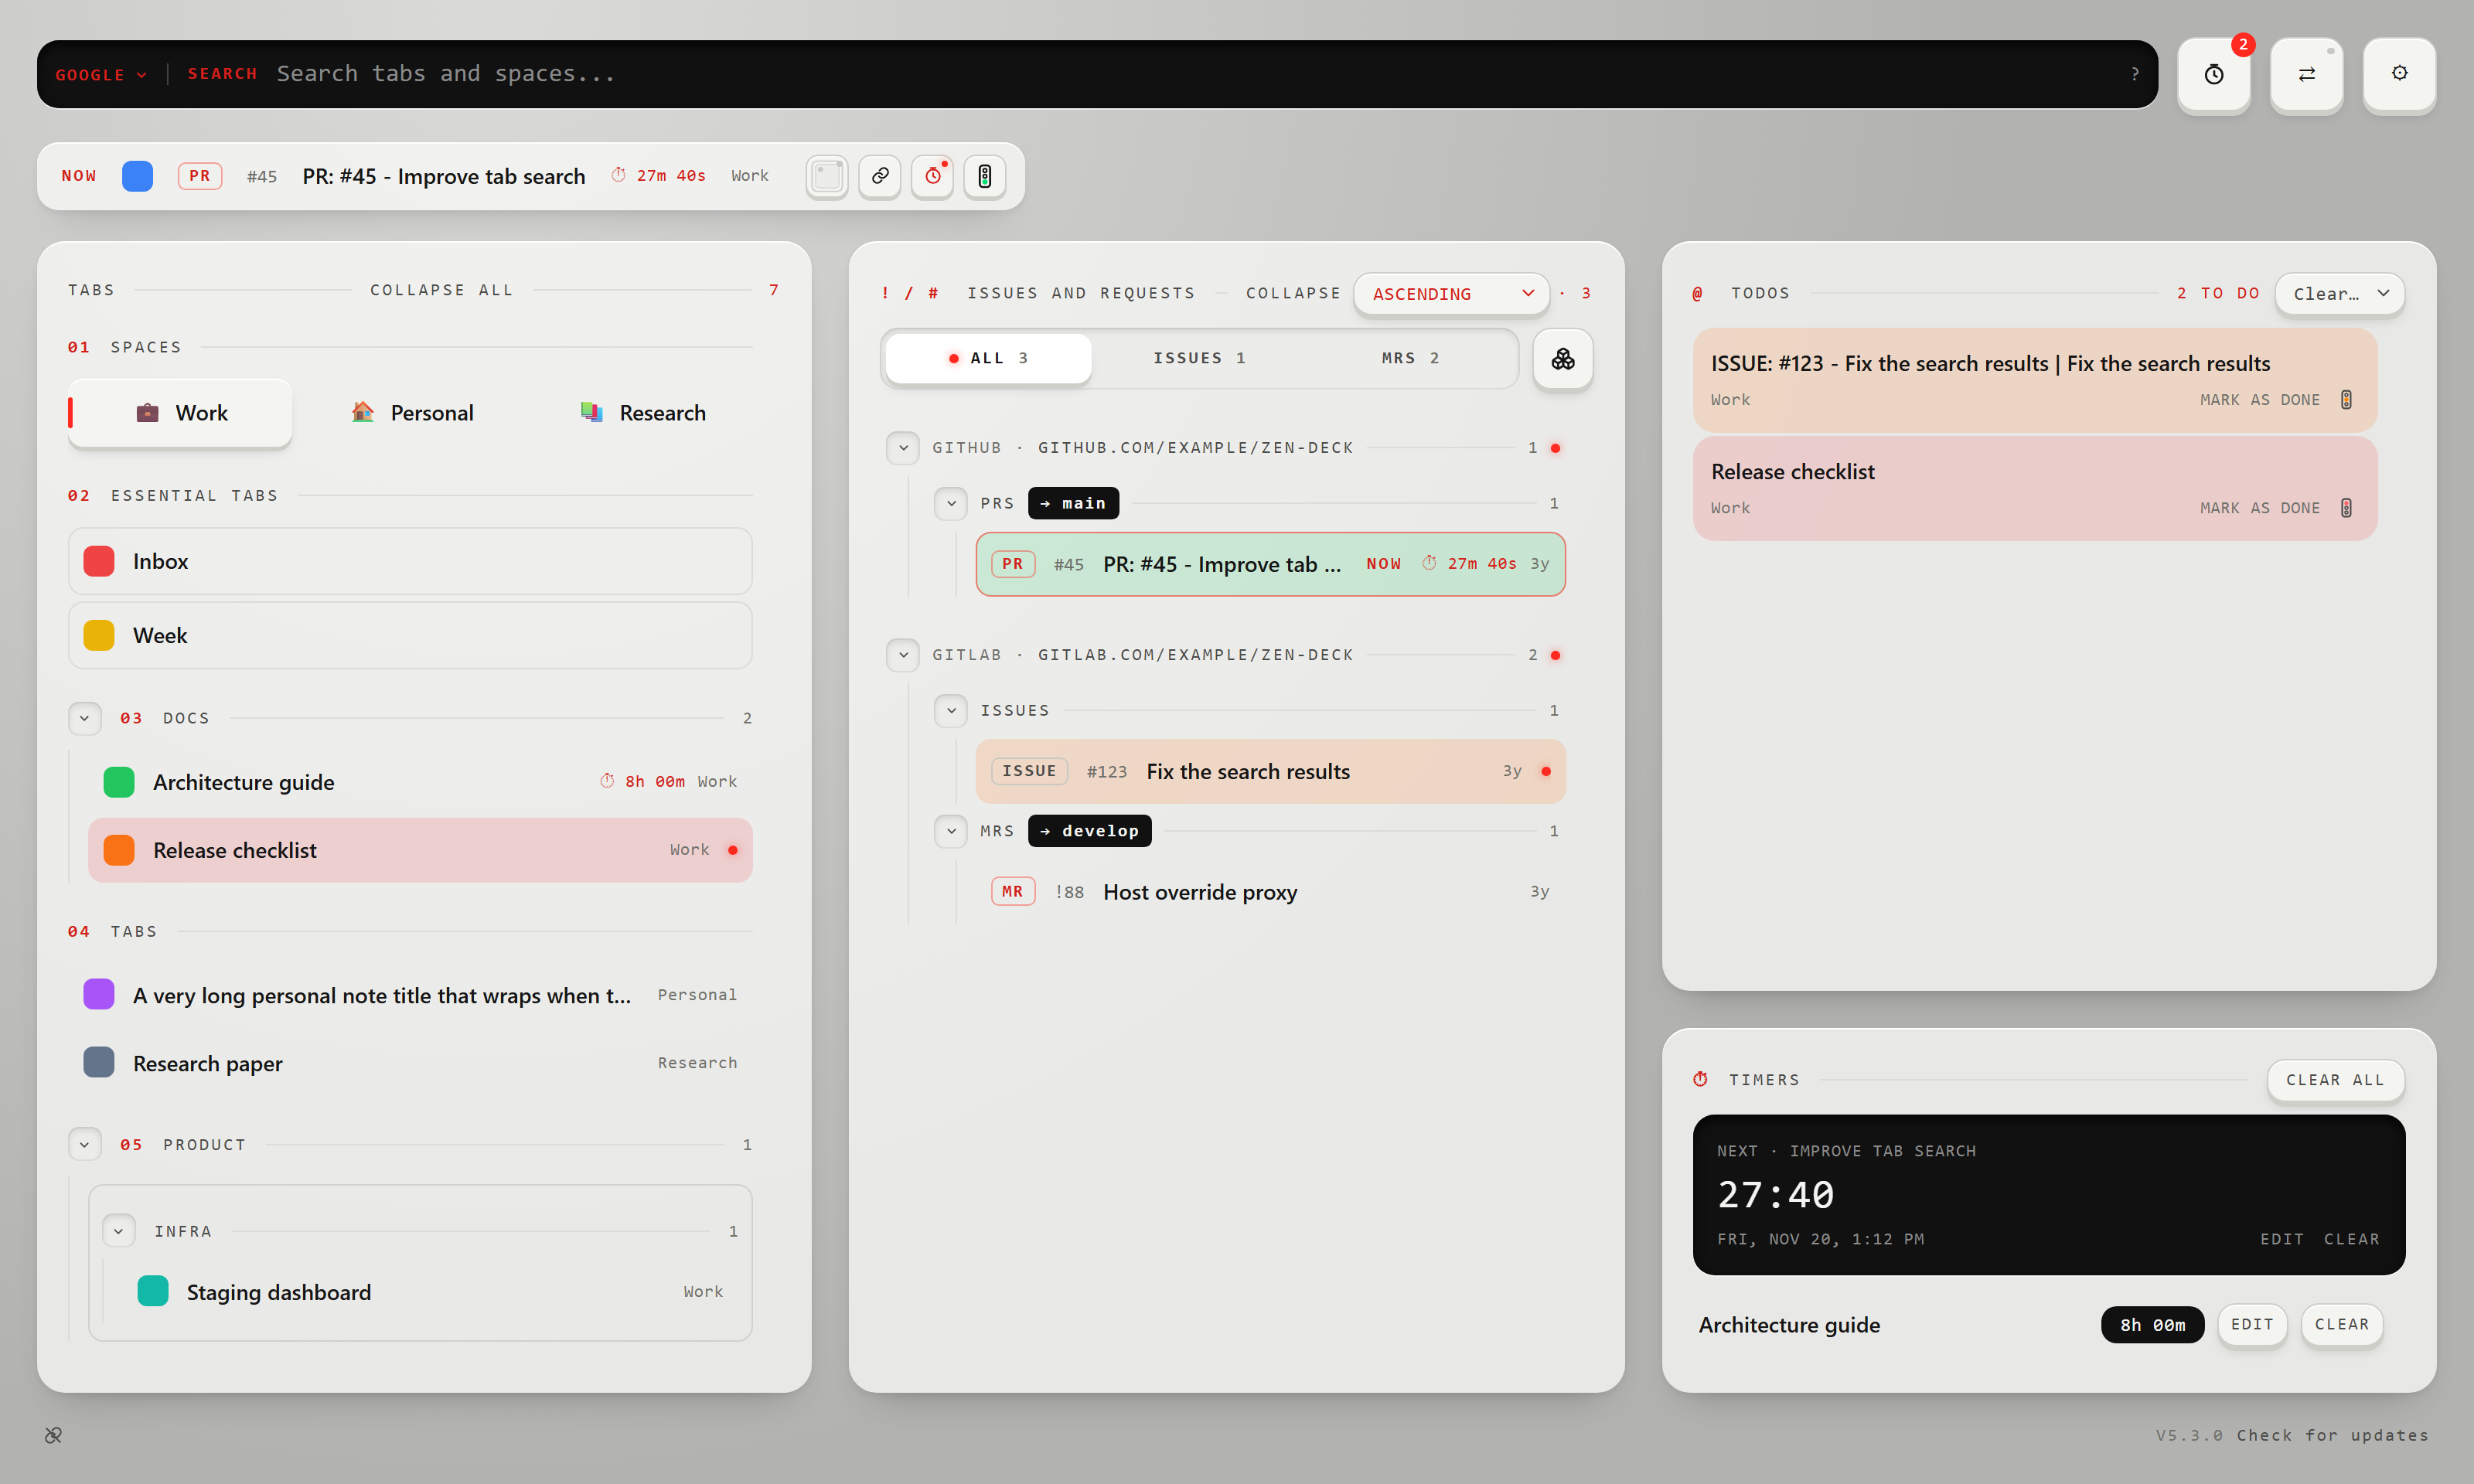 GOOGLE SEARCH Search tabs and spaces... ?
2
NOW PR #45 PR: #45 - Improve tab search 27m 40s Work
TABS COLLAPSE ALL 7
01 SPACES
Work Personal Research
02 ESSENTIAL TABS
Inbox
Week
03 DOCS 2
Architecture guide 8h 00m Work
Release checklist Work
04 TABS
A very long personal note title that wraps when t... Personal
Research paper Research
05 PRODUCT 1
INFRA 1
Staging dashboard Work
! / # ISSUES AND REQUESTS COLLAPSE ASCENDING · 3
ALL 3 ISSUES 1 MRS 2
GITHUB · GITHUB.COM/EXAMPLE/ZEN-DECK 1
PRS → main 1
PR #45 PR: #45 - Improve tab ... NOW 27m 40s 3y
GITLAB · GITLAB.COM/EXAMPLE/ZEN-DECK 2
ISSUES 1
ISSUE #123 Fix the search results 3y
MRS → develop 1
MR !88 Host override proxy 3y
@ TODOS 2 TO DO Clear...
ISSUE: #123 - Fix the search results | Fix the search results
Work MARK AS DONE
Release checklist
Work MARK AS DONE
TIMERS CLEAR ALL
NEXT · IMPROVE TAB SEARCH
27:40
FRI, NOV 20, 1:12 PM EDIT CLEAR
Architecture guide 8h 00m EDIT CLEAR
V5.3.0 Check for updates